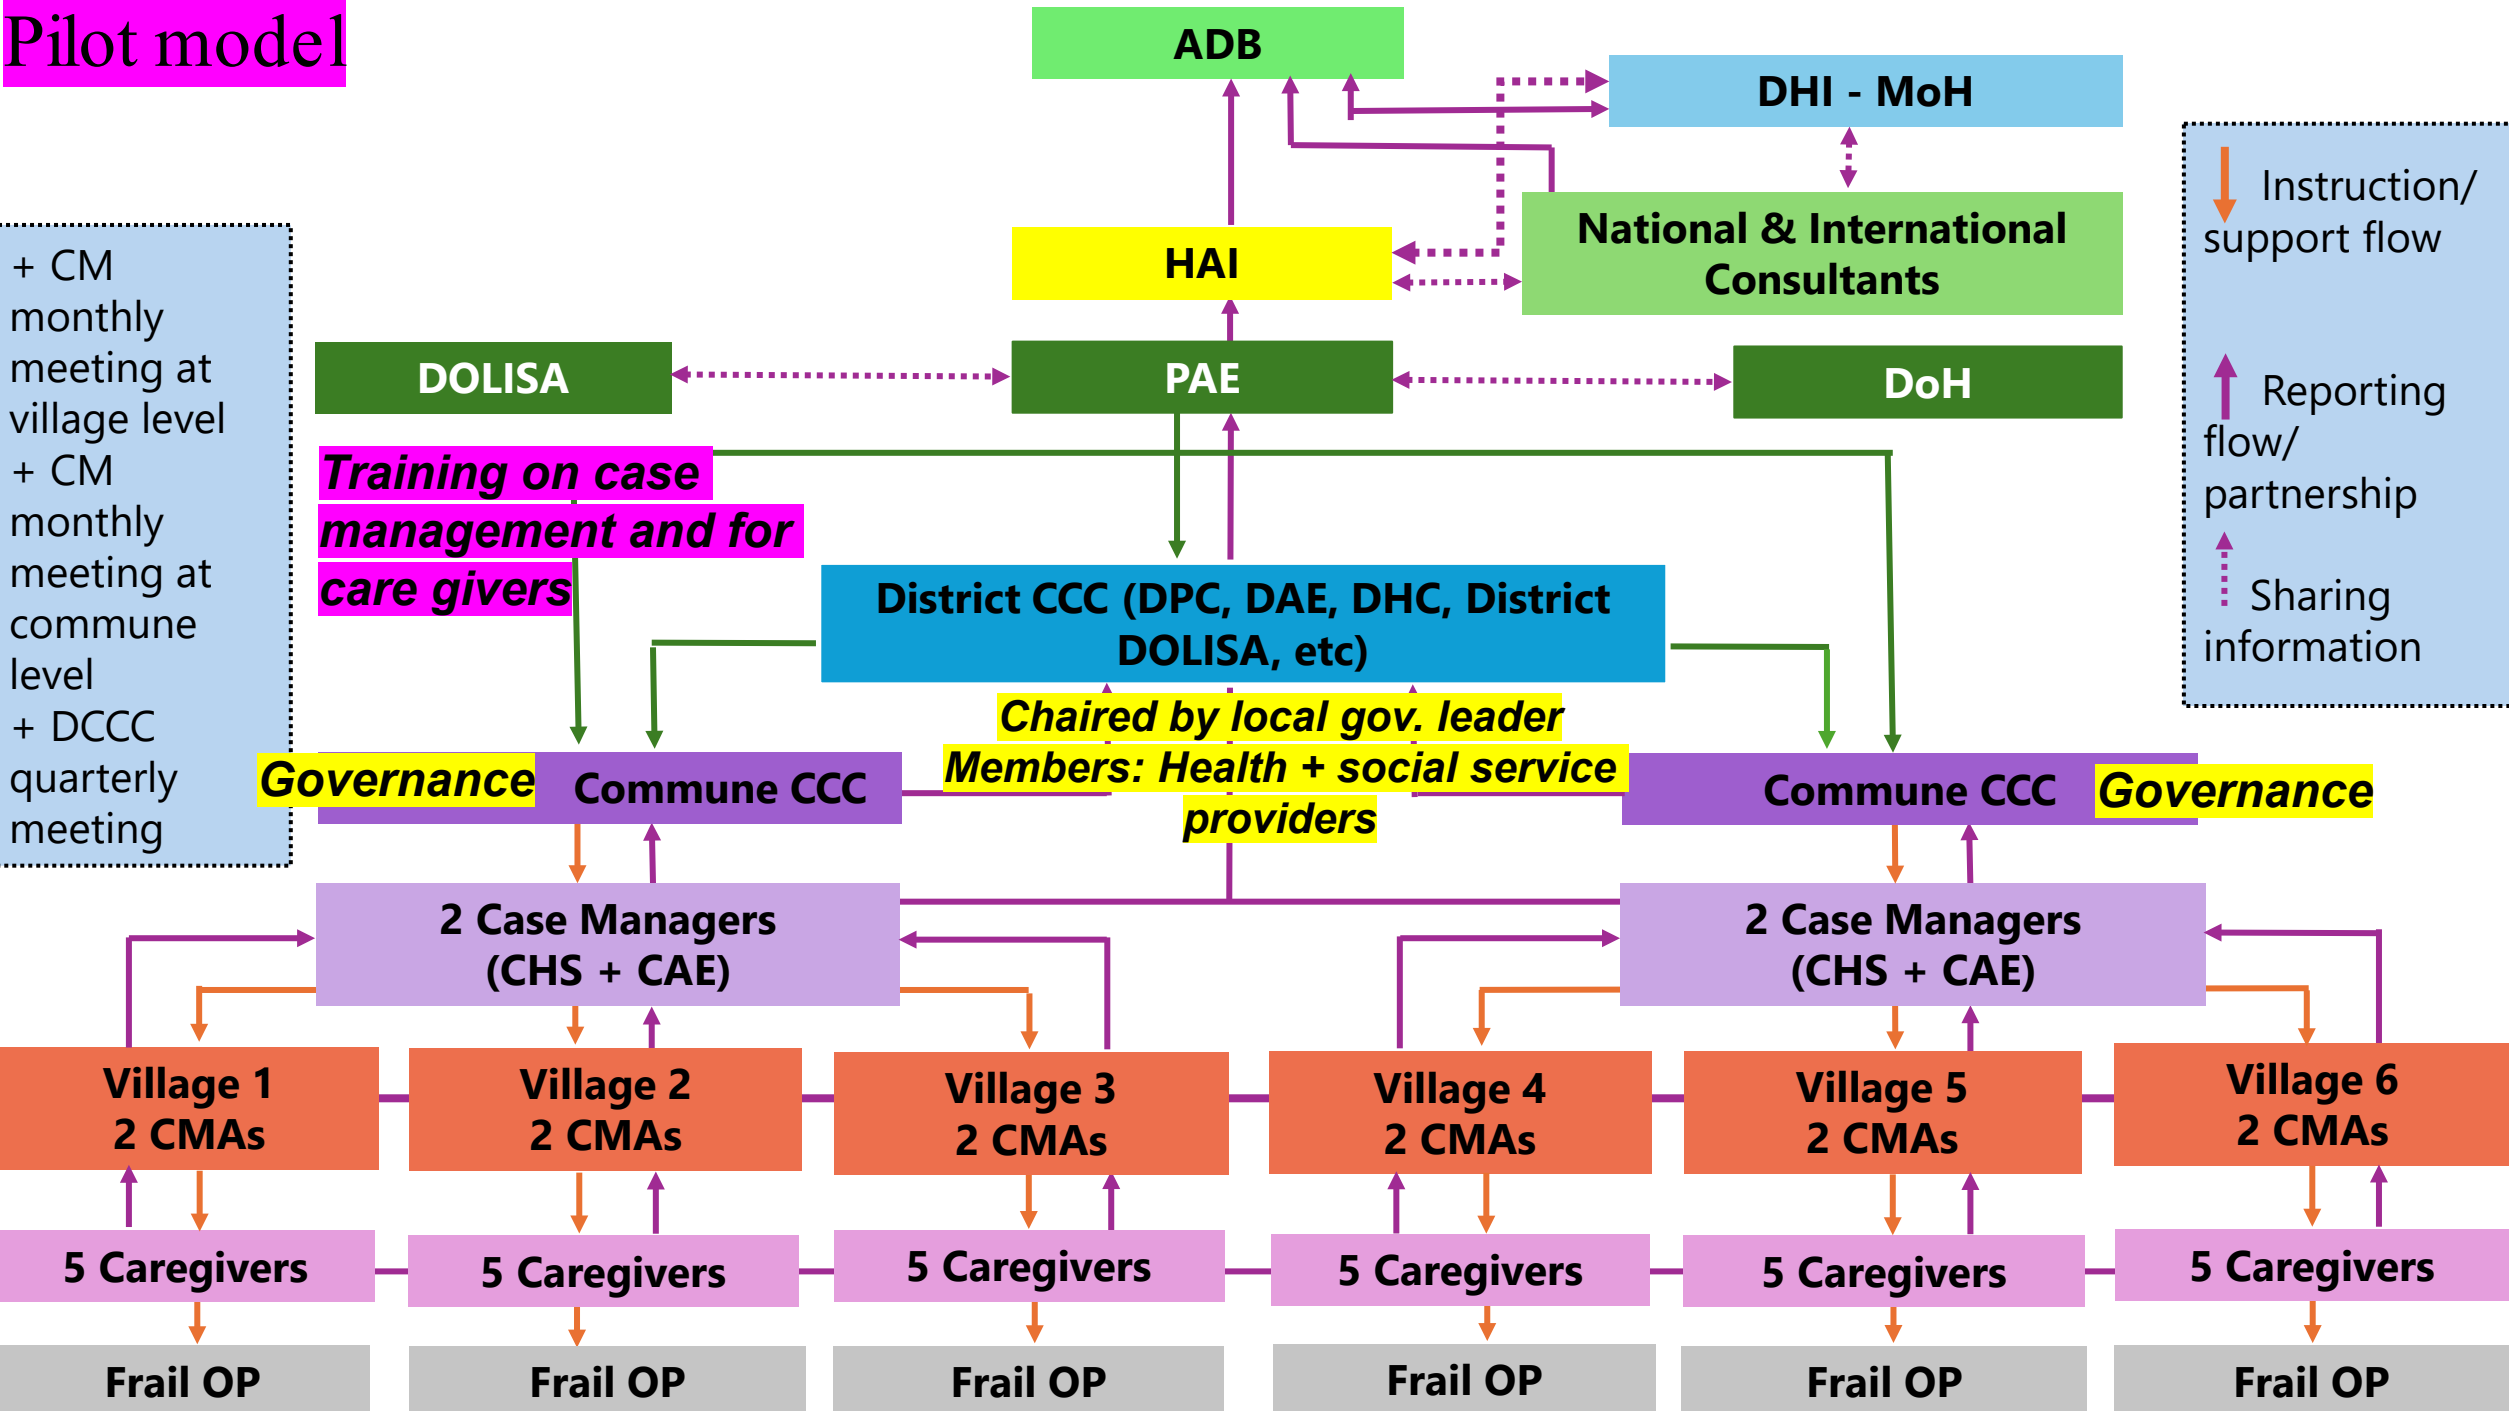 Pilot model
ADB
DHI - MoH
National & International
Consultants
HAI
DOLISA
PAE
DoH
+ CM
monthly
meeting at
village level
+ CM
monthly
meeting at
commune
level
+ DCCC
quarterly
meeting
Instruction/
support flow
Reporting
flow/
partnership
Sharing
information
Training on case
management and for
care givers
District CCC (DPC, DAE, DHC, District
DOLISA, etc)
Chaired by local gov. leader
Members: Health + social service
providers
Governance
Commune CCC
Commune CCC
Governance
2 Case Managers
(CHS + CAE)
2 Case Managers
(CHS + CAE)
Village 1
2 CMAs
Village 2
2 CMAs
Village 3
2 CMAs
Village 4
2 CMAs
Village 5
2 CMAs
Village 6
2 CMAs
5 Caregivers
5 Caregivers
5 Caregivers
5 Caregivers
5 Caregivers
5 Caregivers
Frail OP
Frail OP
Frail OP
Frail OP
Frail OP
Frail OP